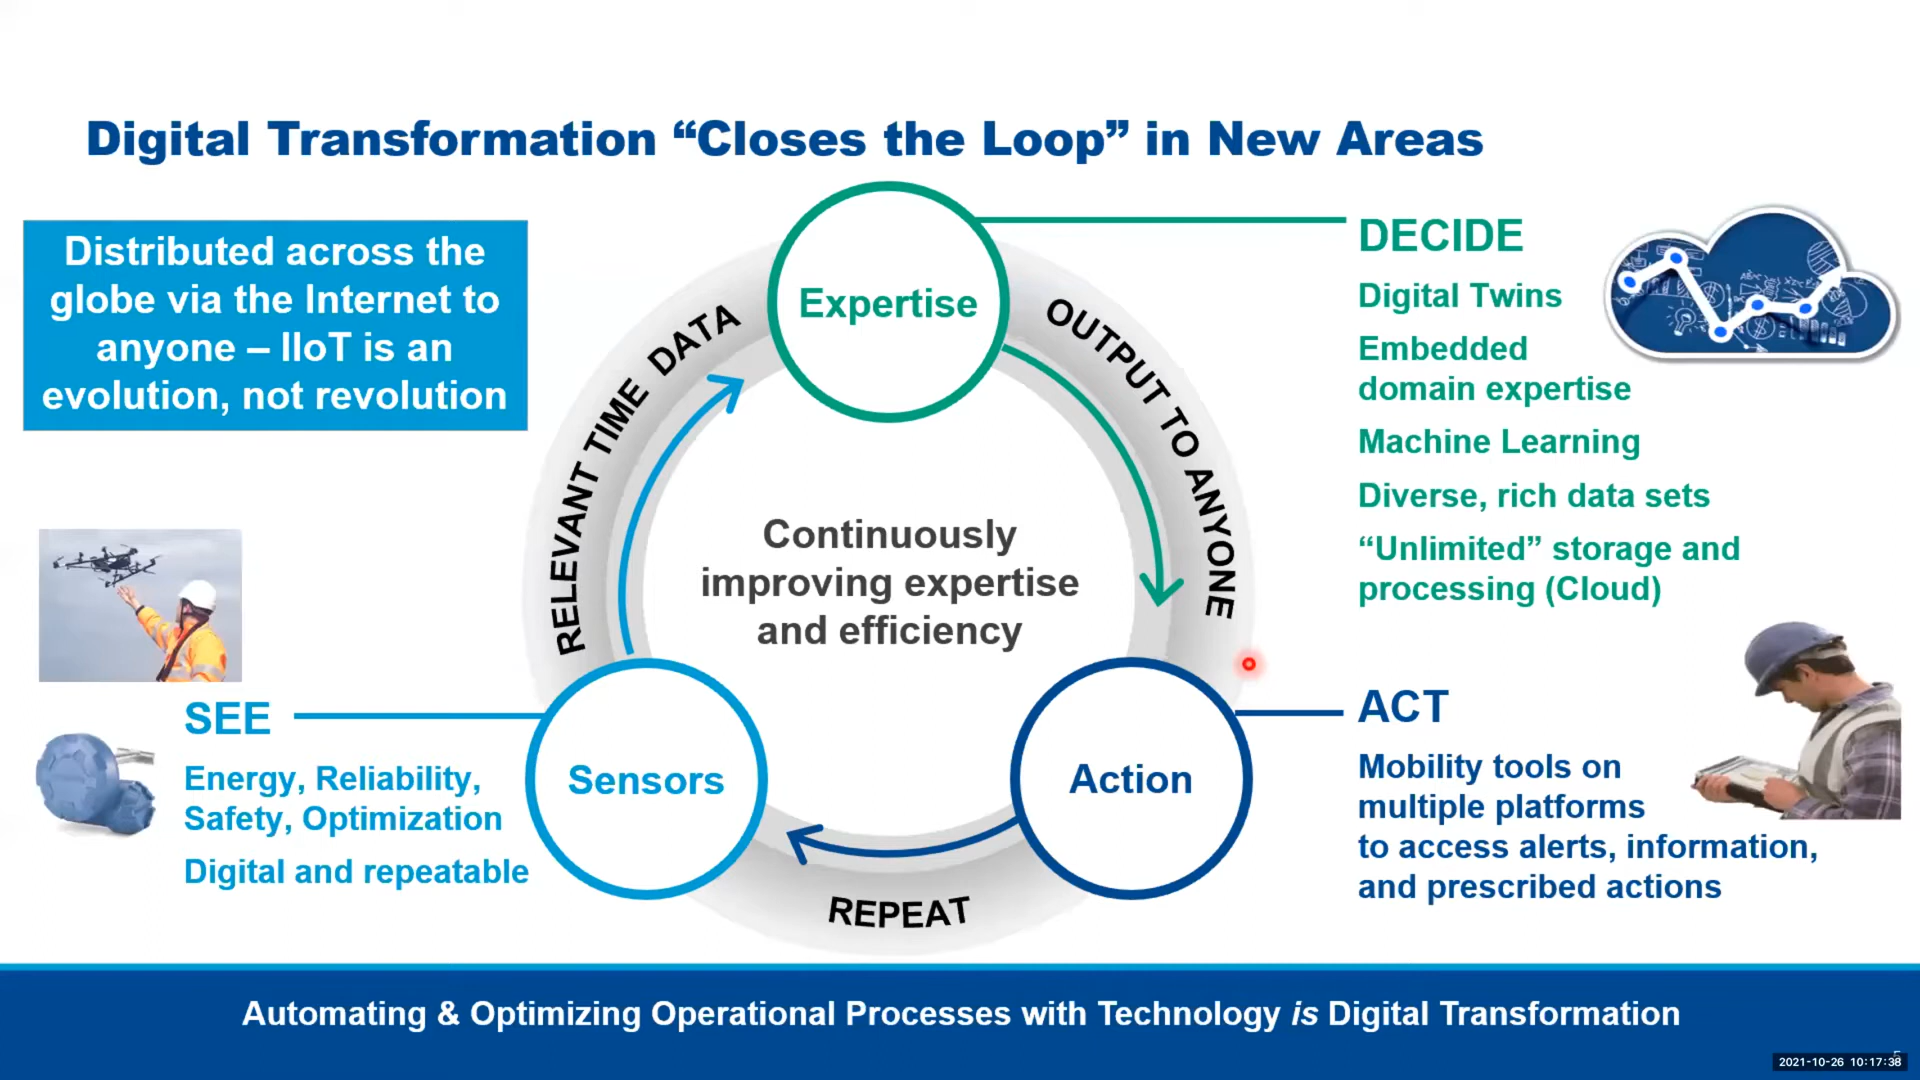 Digital Transformation “Closes the Loop” in New Areas
Distributed across the
globe via the Internet to
anyone – IIoT is an
evolution, not revolution
Expertise
RELEVANT TIME DATA
OUTPUT TO ANYONE
Continuously
improving expertise
and efficiency
Sensors
Action
REPEAT
DECIDE
Digital Twins
Embedded
domain expertise
Machine Learning
Diverse, rich data sets
“Unlimited” storage and
processing (Cloud)
SEE
Energy, Reliability,
Safety, Optimization
Digital and repeatable
ACT
Mobility tools on
multiple platforms
to access alerts, information,
and prescribed actions
Automating & Optimizing Operational Processes with Technology is Digital Transformation
5
2021-10-26 10:17:38